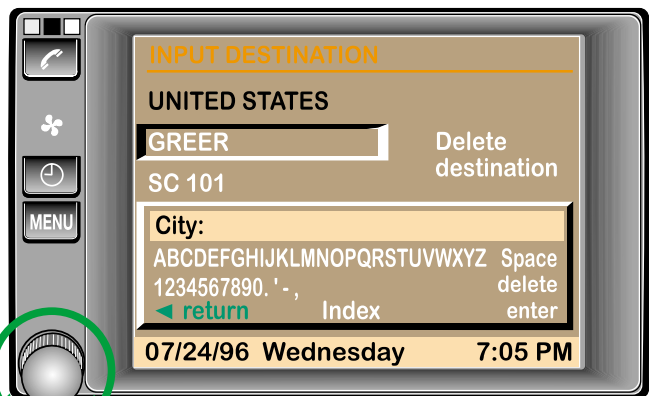 INPUT DESTINATION
UNITED STATES
GREER
Delete
destination
SC 101
MENU
City:
ABCDEFGHIJKLMNOPQRSTUVWXYZ Space
1234567890. ' - , delete
◄ return Index enter
07/24/96 Wednesday 7:05 PM